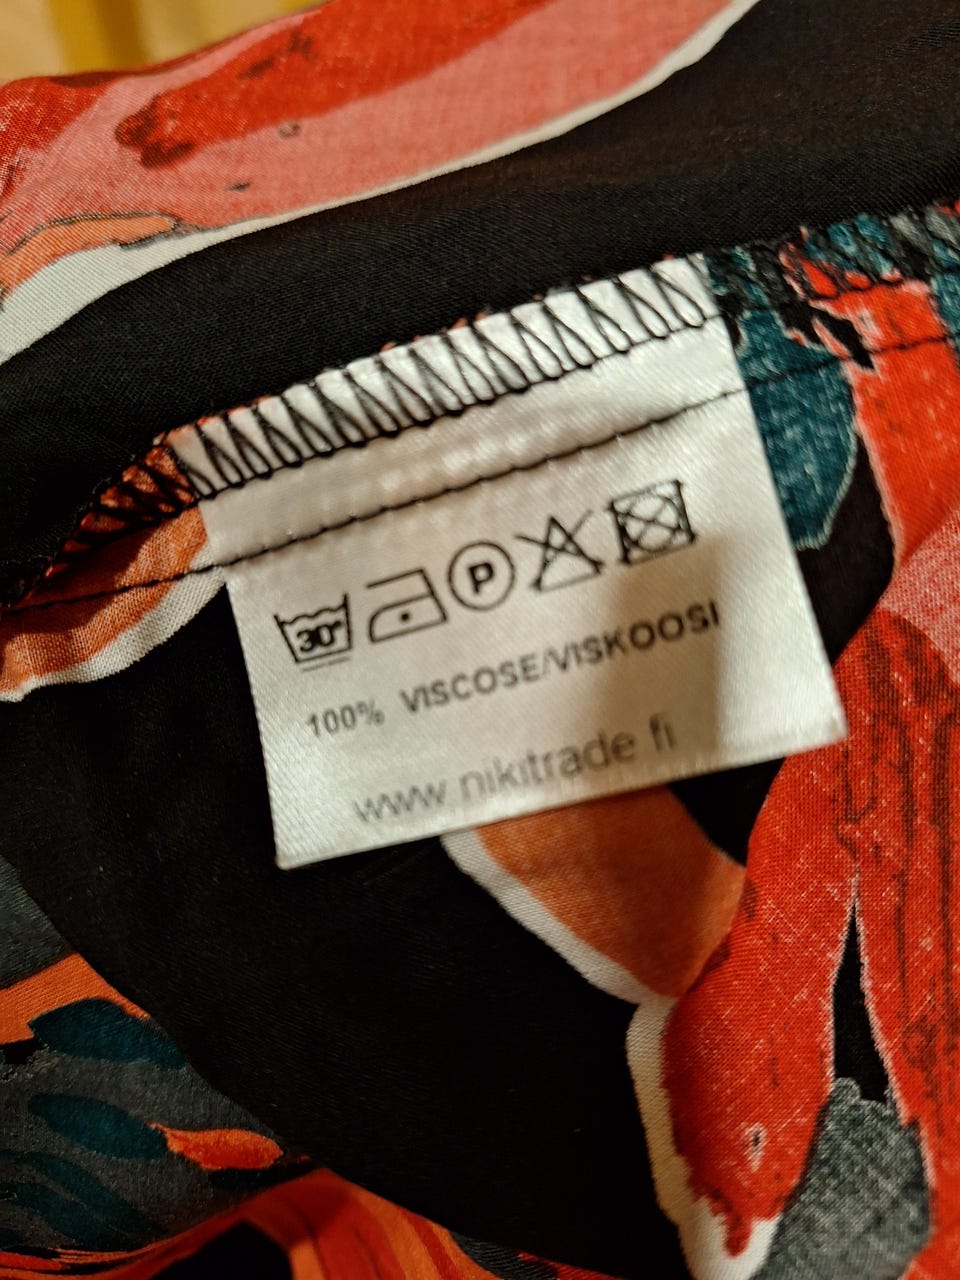 30° P
100% VISCOSE/VISKOOSI
www nikitrade fi